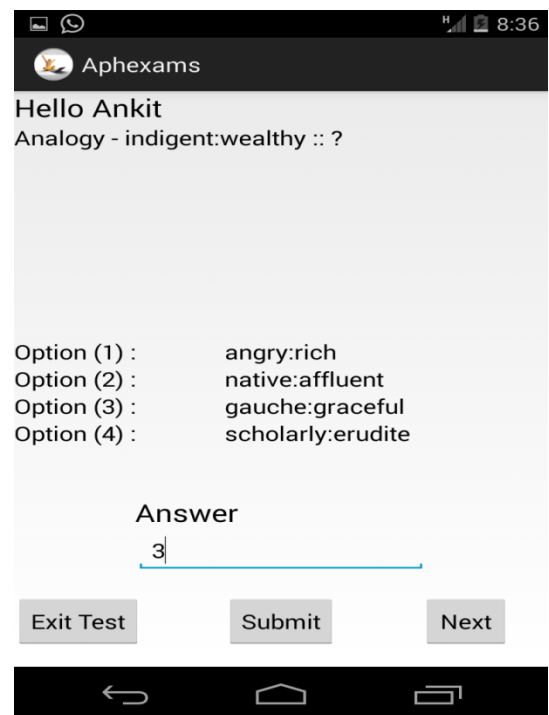 H 8:36
Aphexams
Hello Ankit
Analogy - indigent:wealthy :: ?
Option (1) : angry:rich
Option (2) : native:affluent
Option (3) : gauche:graceful
Option (4) : scholarly:erudite
Answer
3
Exit Test Submit Next